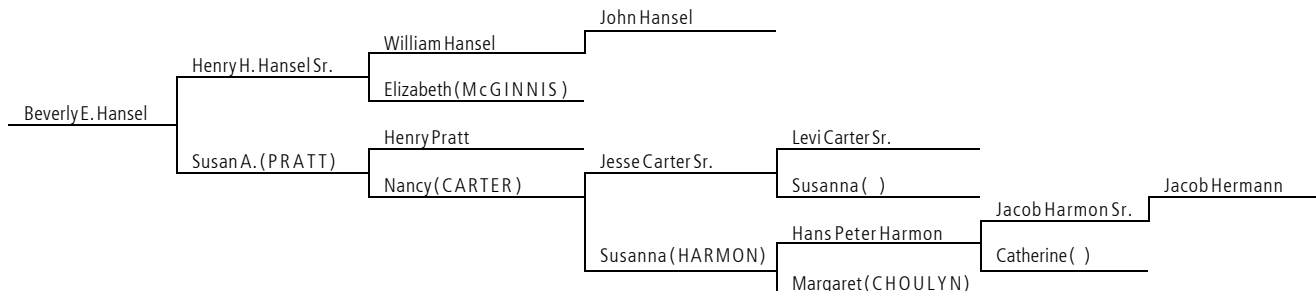 John Hansel
William Hansel
Henry H. Hansel Sr.
Elizabeth (McGINNIS)
Beverly E. Hansel
Henry Pratt
Levi Carter Sr.
Susan A. (PRATT)
Jesse Carter Sr.
Nancy (CARTER)
Susanna ( )
Jacob Hermann
Jacob Harmon Sr.
Hans Peter Harmon
Susanna (HARMON)
Catherine ( )
Margaret (CHOULYN)